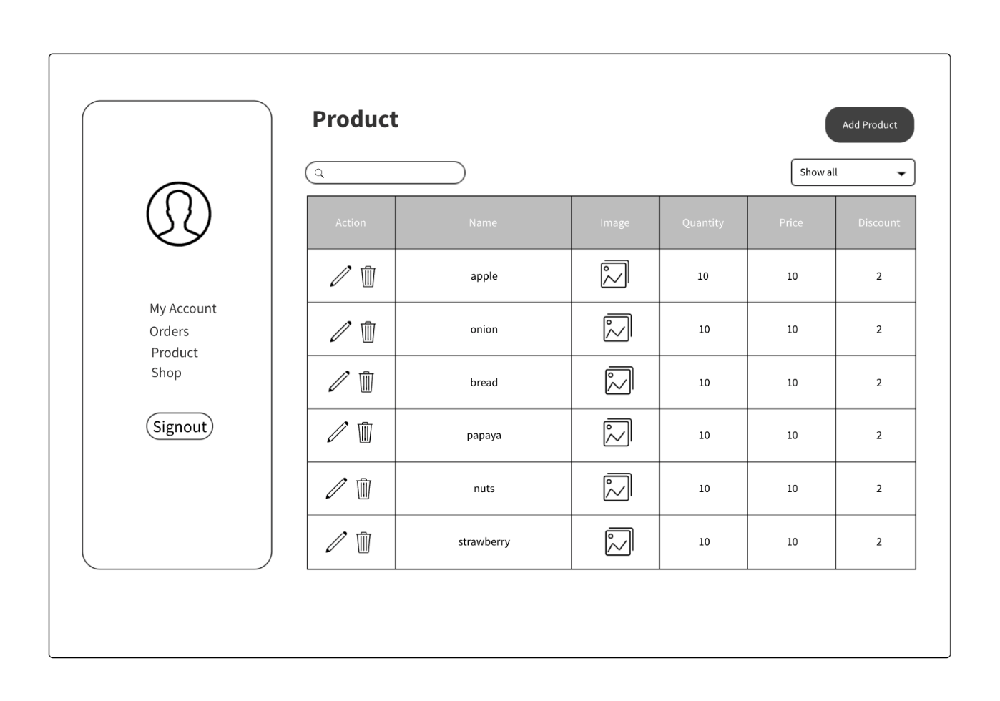 Product
Add Product
Show all
My Account
Orders
Product
Shop
Signout
Action Name Image Quantity Price Discount
apple 10 10 2
onion 10 10 2
bread 10 10 2
papaya 10 10 2
nuts 10 10 2
strawberry 10 10 2